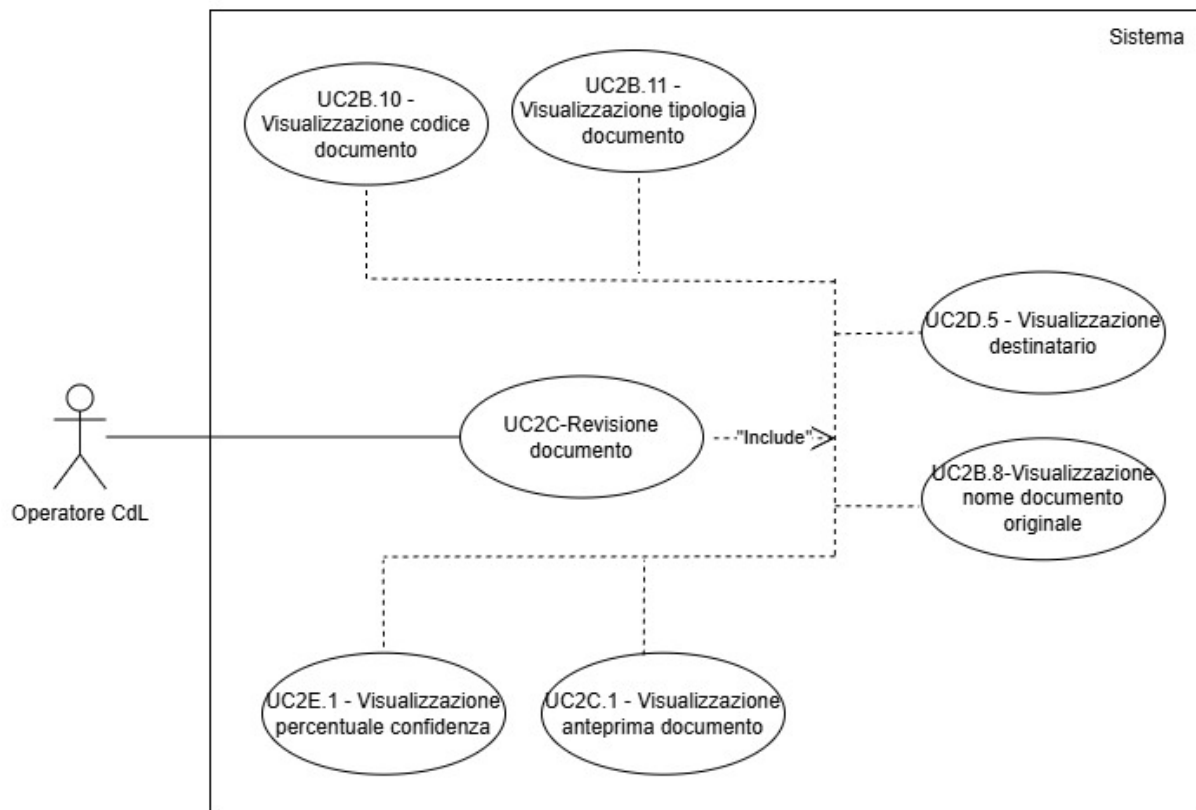 Sistema
UC2B.10 -
Visualizzazione codice
documento
UC2B.11 -
Visualizzazione tipologia
documento
UC2D.5 - Visualizzazione
destinatario
UC2C-Revisione
documento
"Include"
UC2B.8-Visualizzazione
nome documento
originale
Operatore CdL
UC2E.1 - Visualizzazione
percentuale confidenza
UC2C.1 - Visualizzazione
anteprima documento